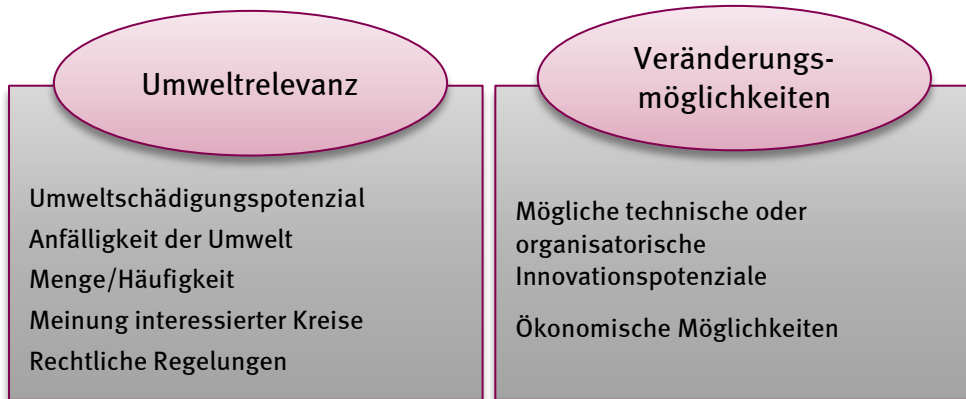 Umweltrelevanz
Umweltschädigungspotenzial
Anfälligkeit der Umwelt
Menge/Häufigkeit
Meinung interessierter Kreise
Rechtliche Regelungen
Veränderungs-
möglichkeiten
Mögliche technische oder
organisatorische
Innovationspotenziale
Ökonomische Möglichkeiten